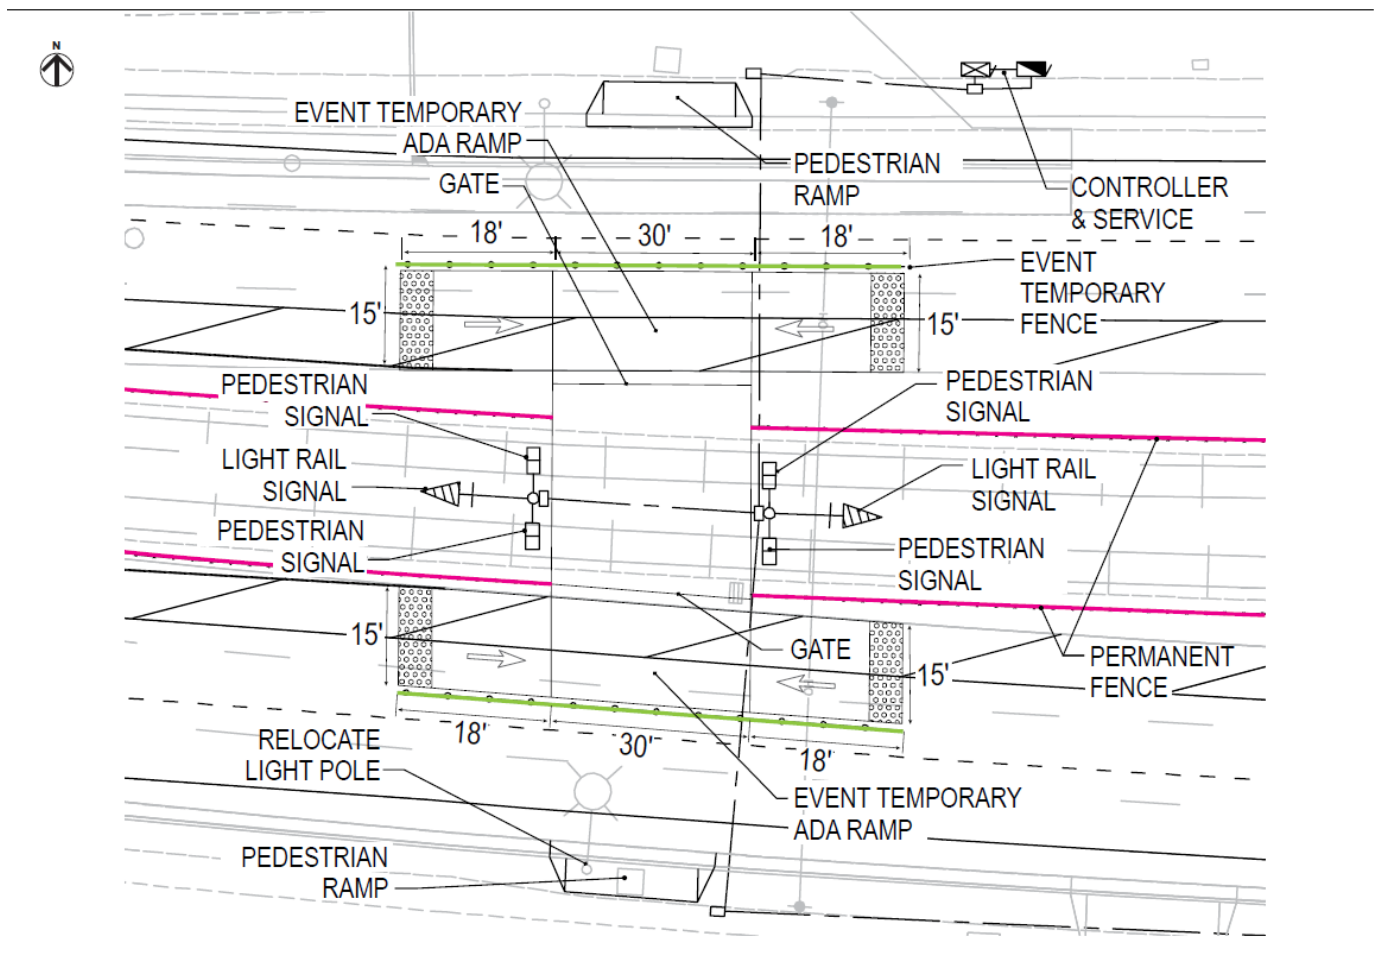 N
EVENT TEMPORARY
ADA RAMP
GATE
PEDESTRIAN
RAMP
CONTROLLER
& SERVICE
18'
30'
18'
EVENT
TEMPORARY
FENCE
15'
15'
PEDESTRIAN
SIGNAL
PEDESTRIAN
SIGNAL
LIGHT RAIL
SIGNAL
LIGHT RAIL
SIGNAL
PEDESTRIAN
SIGNAL
PEDESTRIAN
SIGNAL
15'
GATE
15'
PERMANENT
FENCE
18'
30'
18'
RELOCATE
LIGHT POLE
EVENT TEMPORARY
ADA RAMP
PEDESTRIAN
RAMP